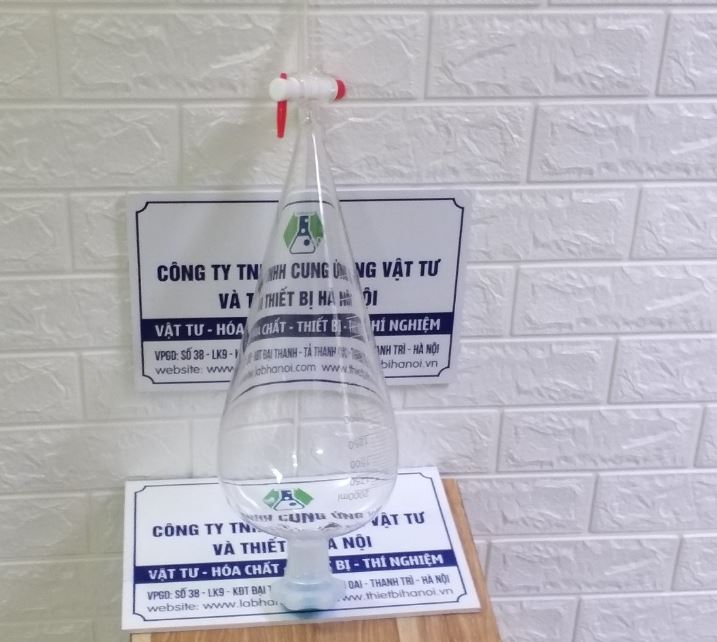 CÔNG TY TNHH CUNG ỨNG VẬT TƯ
VÀ THIẾT BỊ HÀ NỘI
VẬT TƯ - HÓA CHẤT - THIẾT BỊ - THÍ NGHIỆM
VPGD: SỐ 38 - LK9 - KĐT ĐẠI THANH - TẢ THANH OAI - THANH TRÌ - HÀ NỘI
website: www.labhanoi.com www.thietbihanoi.vn
2000ml
CÔNG TY TNHH CUNG ỨNG VẬT TƯ
VÀ THIẾT BỊ HÀ NỘI
VẬT TƯ - HÓA CHẤT - THIẾT BỊ - THÍ NGHIỆM
VPGD: SỐ 38 - LK9 - KĐT ĐẠI THANH OAI - THANH TRÌ - HÀ NỘI
website: www.labhanoi www.thietbihanoi.vn